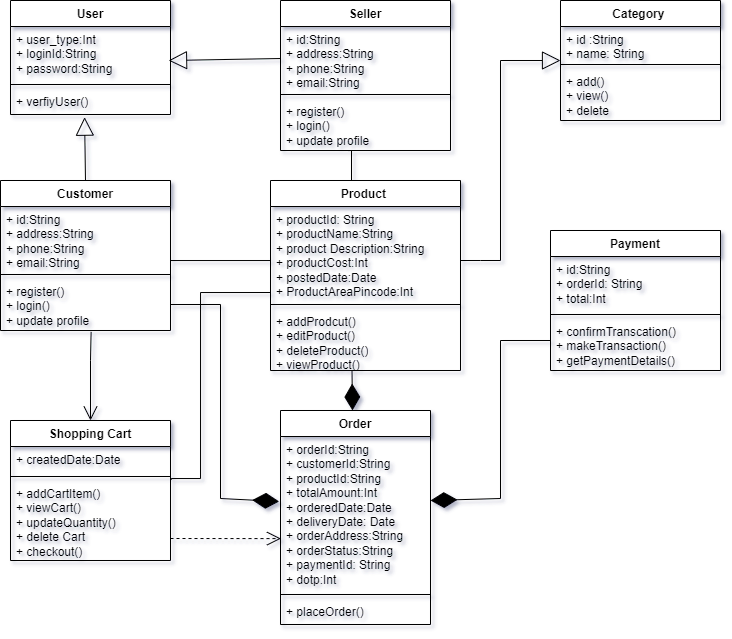 User
+ user_type:Int
+ loginId:String
+ password:String
+ verfiyUser()
Seller
+ id:String
+ address:String
+ phone:String
+ email:String
+ register()
+ login()
+ update profile
Category
+ id :String
+ name: String
+ add()
+ view()
+ delete
Customer
+ id:String
+ address:String
+ phone:String
+ email:String
+ register()
+ login()
+ update profile
Product
+ productId: String
+ productName:String
+ product Description:String
+ productCost:Int
+ postedDate:Date
+ ProductAreaPincode:Int
+ addProdcut()
+ editProduct()
+ deleteProduct()
+ viewProduct()
Payment
+ id:String
+ orderId: String
+ total:Int
+ confirmTranscation()
+ makeTransaction()
+ getPaymentDetails()
Shopping Cart
+ createdDate:Date
+ addCartItem()
+ viewCart()
+ updateQuantity()
+ delete Cart
+ checkout()
Order
+ orderId:String
+ customerId:String
+ productId:String
+ totalAmount:Int
+ orderedDate:Date
+ deliveryDate: Date
+ orderAddress:String
+ orderStatus:String
+ paymentId: String
+ dotp:Int
+ placeOrder()